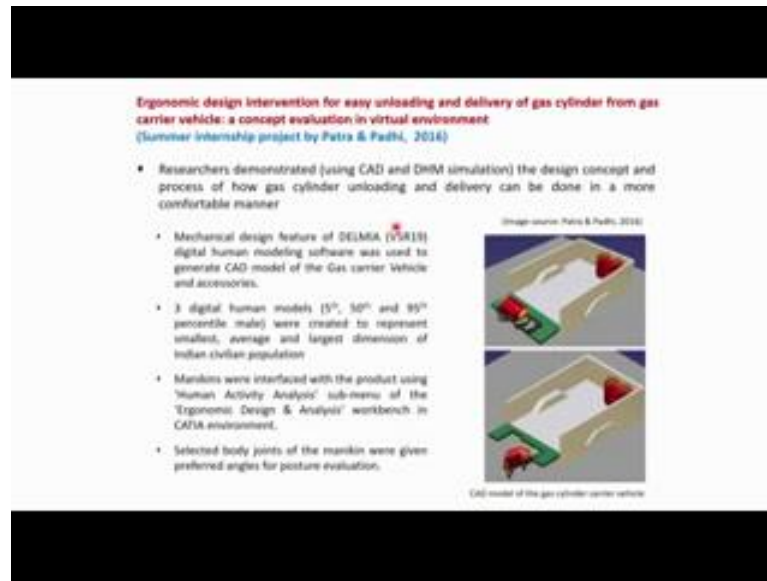 Ergonomic design intervention for easy unloading and delivery of gas cylinder from gas
carrier vehicle: a concept evaluation in virtual environment
(Summer internship project by Patra & Padhi, 2016)
• Researchers demonstrated (using CAD and DHM simulation) the design concept and
process of how gas cylinder unloading and delivery can be done in a more
comfortable manner
(Image source: Patra & Padhi, 2016)
• Mechanical design feature of DELMIA (V5R19)
digital human modeling software was used to
generate CAD model of the Gas carrier Vehicle
and accessories.
• 3 digital human models (5th, 50th and 95th
percentile male) were created to represent
smallest, average and largest dimension of
Indian civilian population
• Manikins were interfaced with the product using
'Human Activity Analysis' sub-menu of the
'Ergonomic Design & Analysis' workbench in
CATIA environment.
• Selected body joints of the manikin were given
preferred angles for posture evaluation.
CAD model of the gas cylinder carrier vehicle